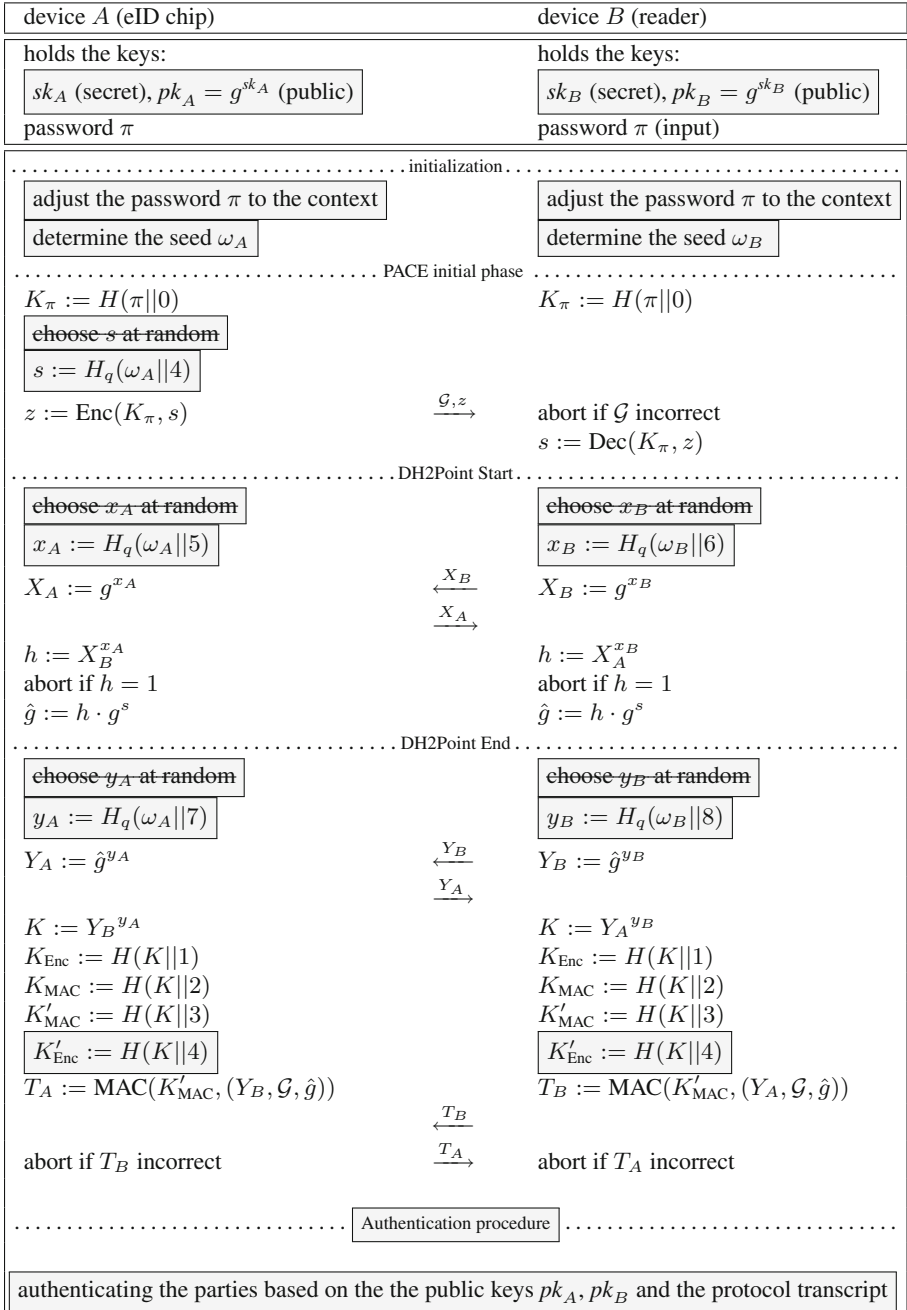 device A (eID chip) device B (reader)
holds the keys: holds the keys:
sk_A (secret), pk_A = g^{sk_A} (public) sk_B (secret), pk_B = g^{sk_B} (public)
password π password π (input)
initialization
adjust the password π to the context adjust the password π to the context
determine the seed ω_A determine the seed ω_B
PACE initial phase
K_π := H(π||0) K_π := H(π||0)
choose s at random
s := H_q(ω_A||4)
z := Enc(K_π, s) G, z → abort if G incorrect
s := Dec(K_π, z)
DH2Point Start
choose x_A at random choose x_B at random
x_A := H_q(ω_A||5) x_B := H_q(ω_B||6)
X_A := g^{x_A} X_B ← X_B := g^{x_B}
X_A →
h := X_B^{x_A} h := X_A^{x_B}
abort if h = 1 abort if h = 1
ĝ := h · g^s ĝ := h · g^s
DH2Point End
choose y_A at random choose y_B at random
y_A := H_q(ω_A||7) y_B := H_q(ω_B||8)
Y_A := ĝ^{y_A} Y_B ← Y_B := ĝ^{y_B}
Y_A →
K := Y_B^{y_A} K := Y_A^{y_B}
K_Enc := H(K||1) K_Enc := H(K||1)
K_MAC := H(K||2) K_MAC := H(K||2)
K′_MAC := H(K||3) K′_MAC := H(K||3)
K′_Enc := H(K||4) K′_Enc := H(K||4)
T_A := MAC(K′_MAC, (Y_B, G, ĝ)) T_B := MAC(K′_MAC, (Y_A, G, ĝ))
T_B ←
abort if T_B incorrect T_A → abort if T_A incorrect
Authentication procedure
authenticating the parties based on the the public keys pk_A, pk_B and the protocol transcript